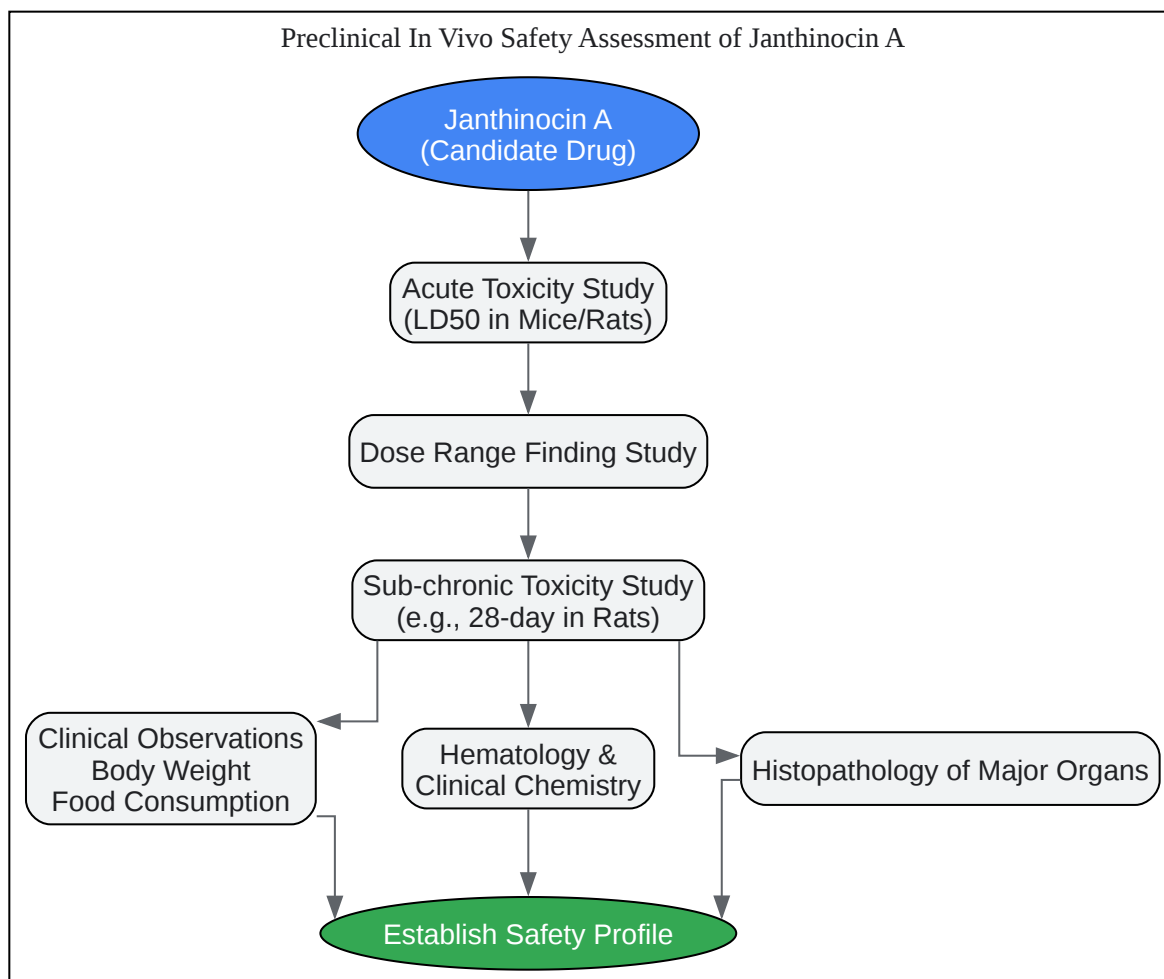 Preclinical In Vivo Safety Assessment of Janthinocin A
Janthinocin A
(Candidate Drug)
Acute Toxicity Study
(LD50 in Mice/Rats)
Dose Range Finding Study
Sub-chronic Toxicity Study
(e.g., 28-day in Rats)
Clinical Observations
Body Weight
Food Consumption
Hematology &
Clinical Chemistry
Histopathology of Major Organs
Establish Safety Profile